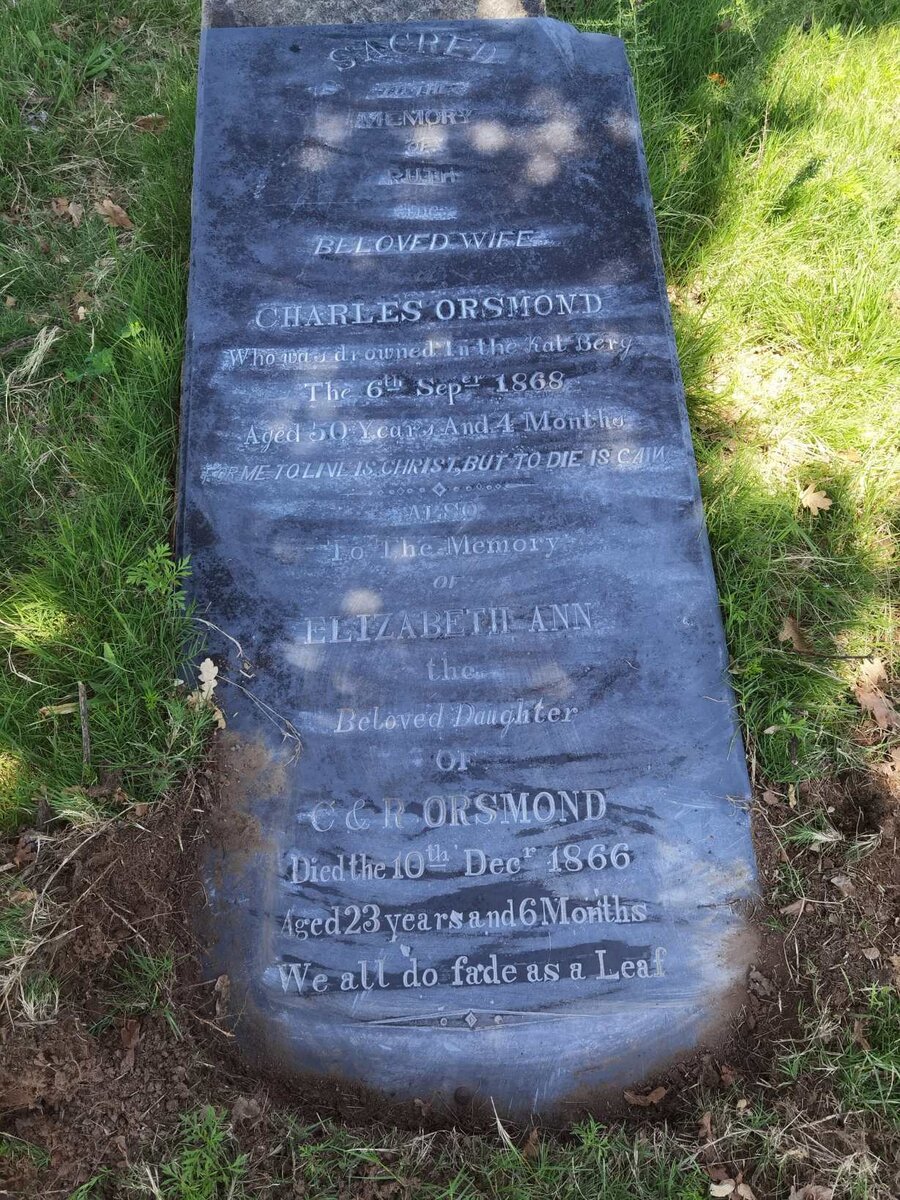 SACRED
TO THE
MEMORY
OF
RUTH
THE
BELOVED WIFE
CHARLES ORSMOND
Who was drowned In the Kat Berg
The 6th Seper 1868
Aged 50 Years And 4 Months
FOR ME TO LIVE IS CHRIST, BUT TO DIE IS GAIN
ALSO
To The Memory
OF
ELIZABETH ANN
the
Beloved Daughter
OF
C & R ORSMOND
Died the 10th Decr 1866
Aged 23 years and 6 Months
We all do fade as a Leaf